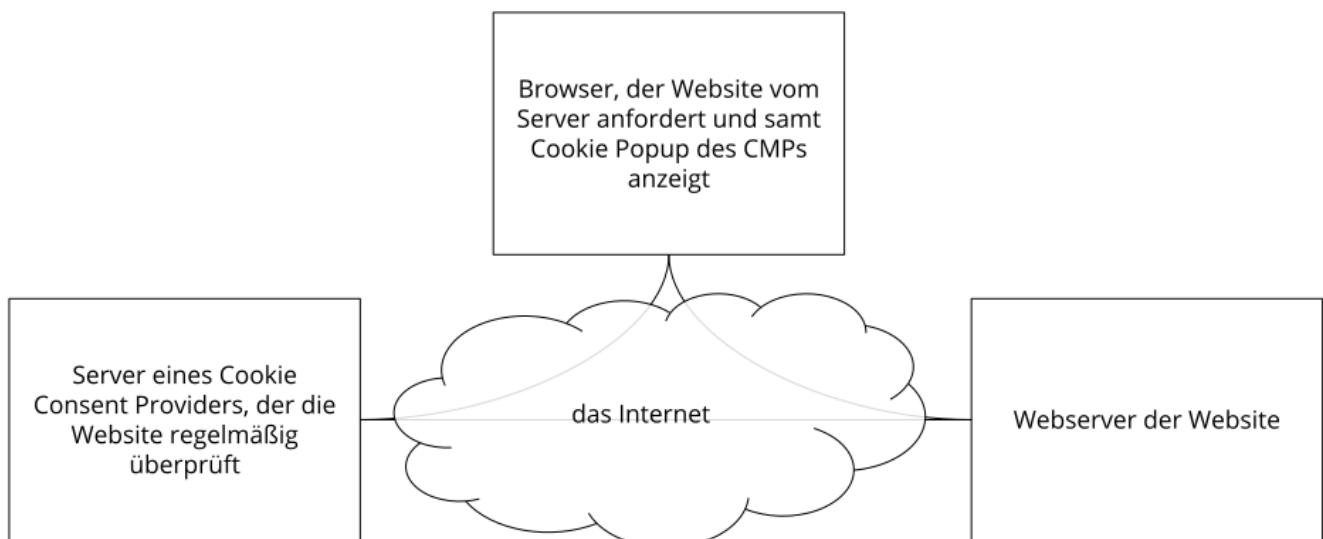 Browser, der Website vom
Server anfordert und samt
Cookie Popup des CMPs
anzeigt
Server eines Cookie
Consent Providers, der die
Website regelmäßig
überprüft
das Internet
Webserver der Website